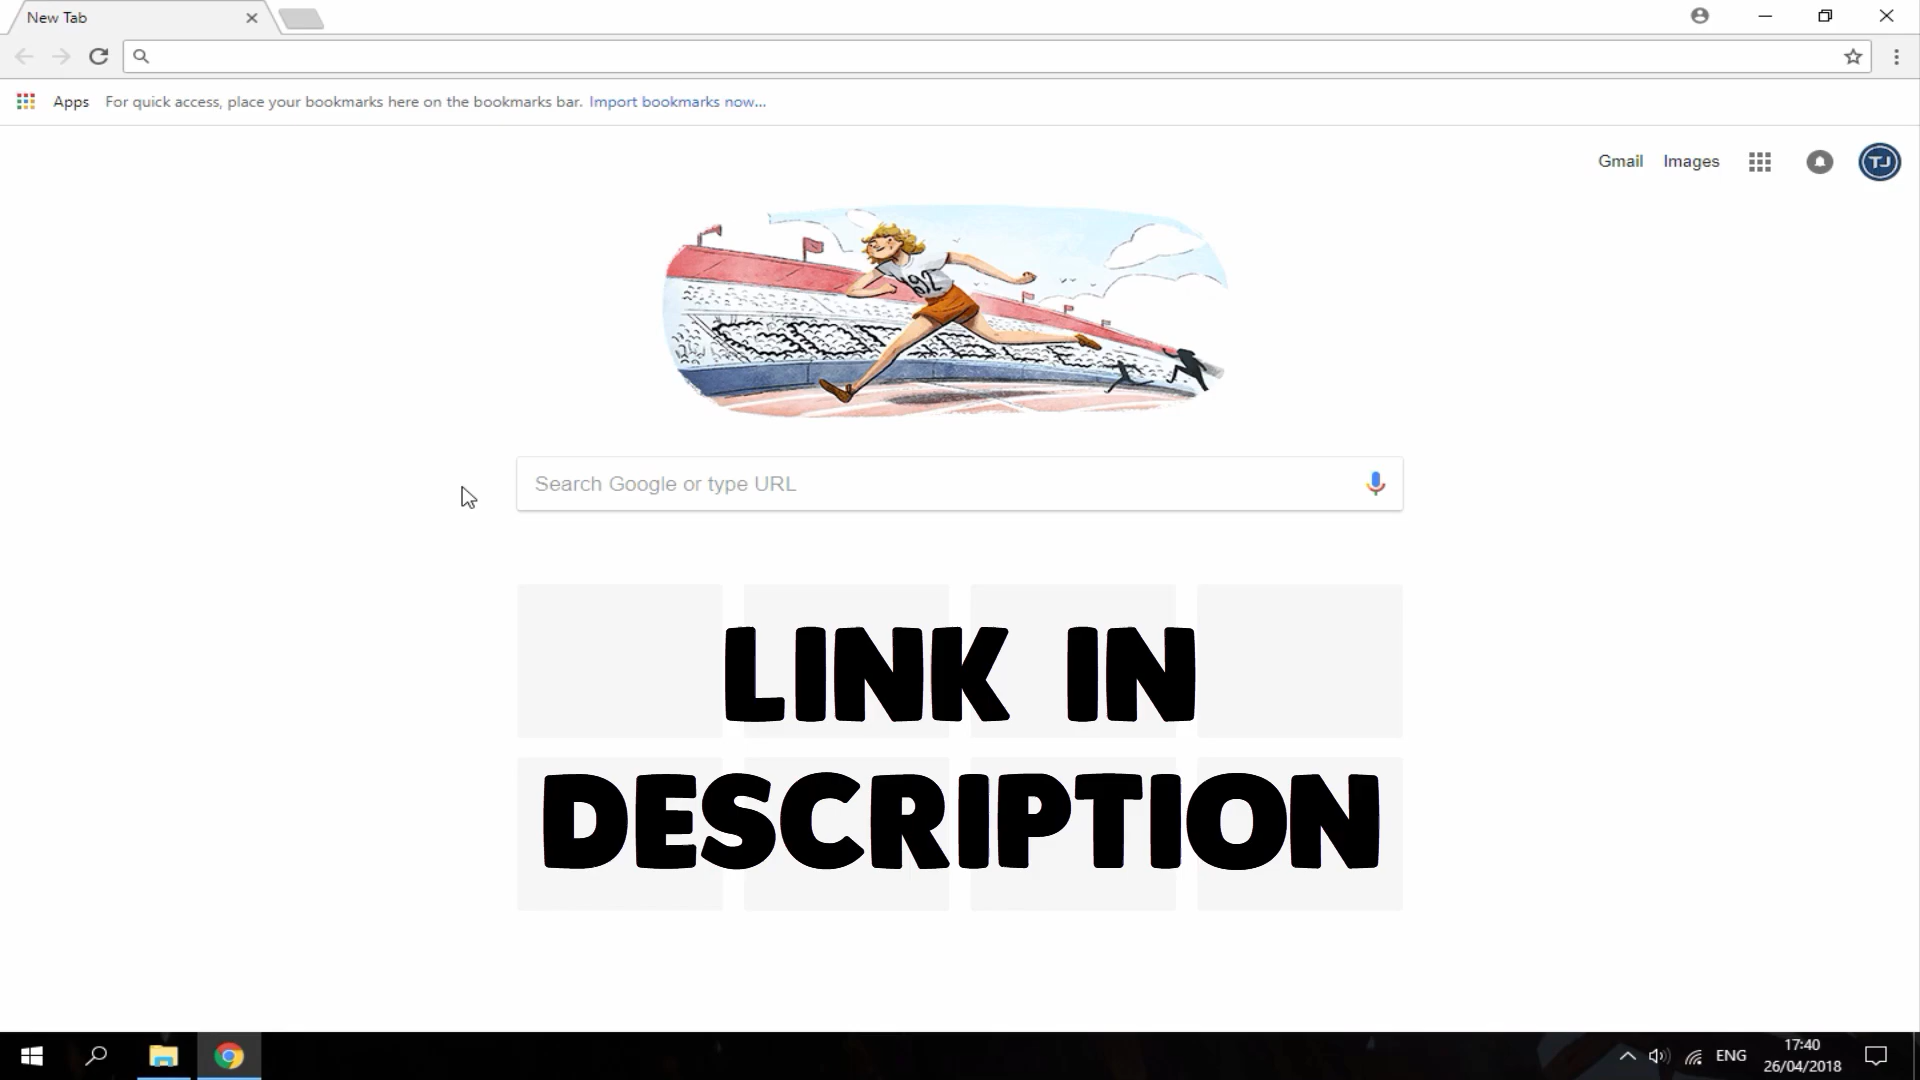 New Tab
Apps For quick access, place your bookmarks here on the bookmarks bar. Import bookmarks now...
Gmail Images TJ
192
Search Google or type URL
LINK IN
DESCRIPTION
ENG
17:40
26/04/2018